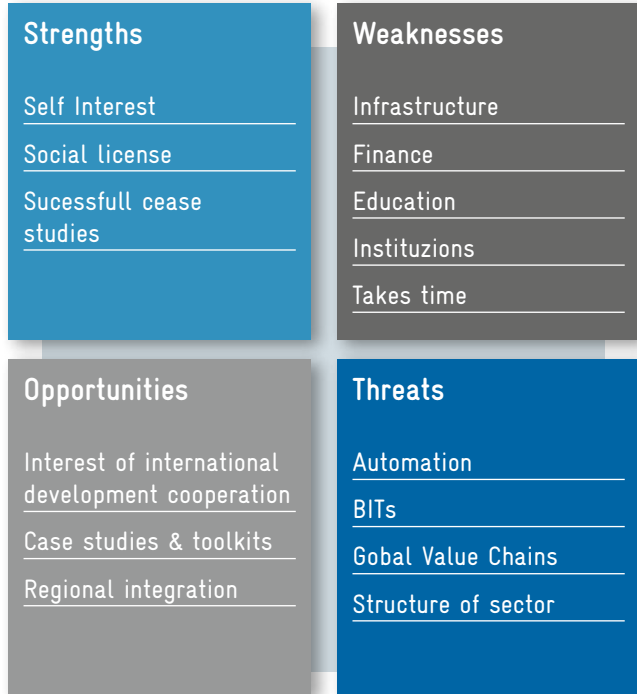 Strengths
Self Interest
Social license
Sucessfull cease
studies
Weaknesses
Infrastructure
Finance
Education
Instituzions
Takes time
Opportunities
Interest of international
development cooperation
Case studies & toolkits
Regional integration
Threats
Automation
BITs
Gobal Value Chains
Structure of sector